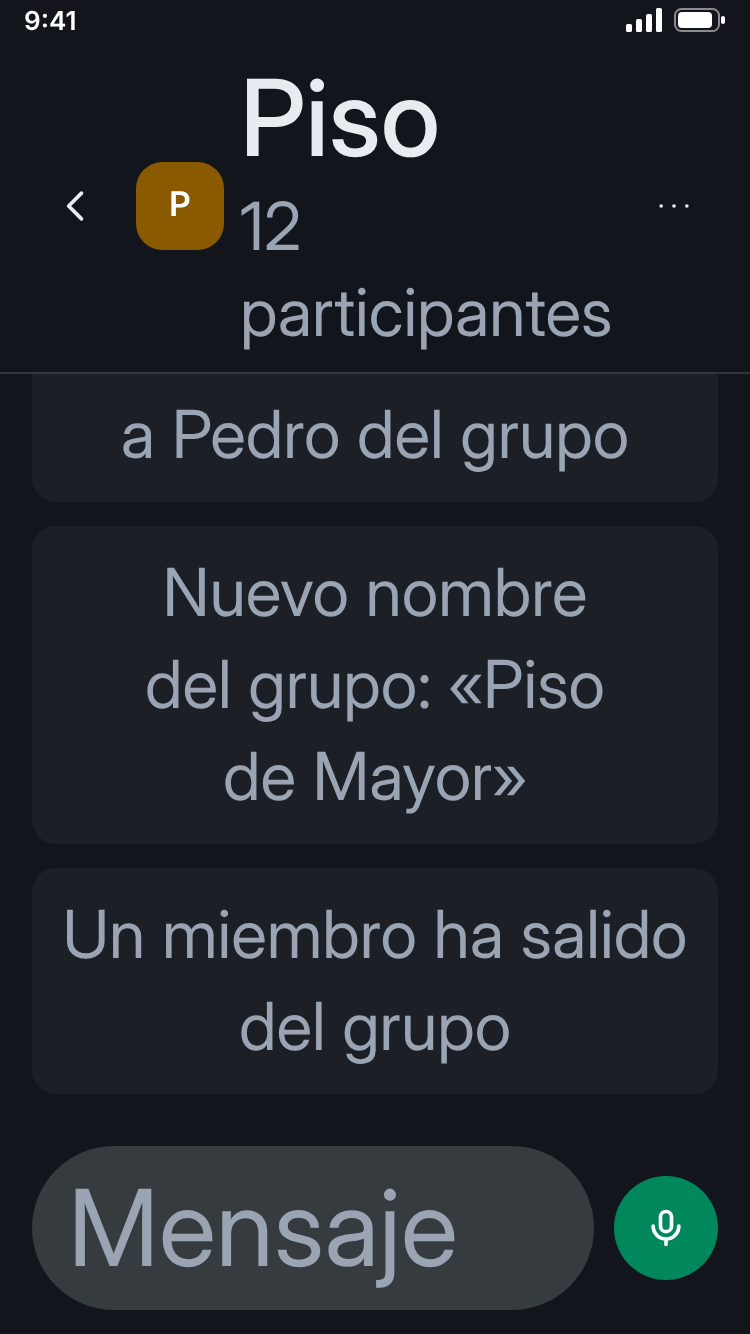 9:41
Piso
P
12
participantes
a Pedro del grupo
Nuevo nombre
del grupo: «Piso
de Mayor»
Un miembro ha salido
del grupo
Mensaje